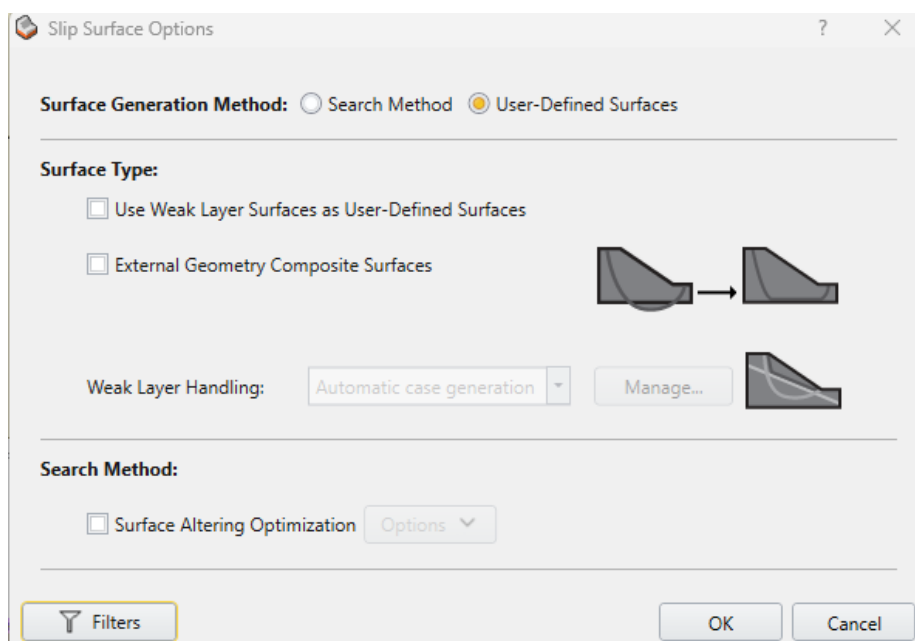 Slip Surface Options ?
Surface Generation Method: Search Method User-Defined Surfaces
Surface Type:
Use Weak Layer Surfaces as User-Defined Surfaces
External Geometry Composite Surfaces
Weak Layer Handling: Automatic case generation Manage...
Search Method:
Surface Altering Optimization Options
Filters OK Cancel